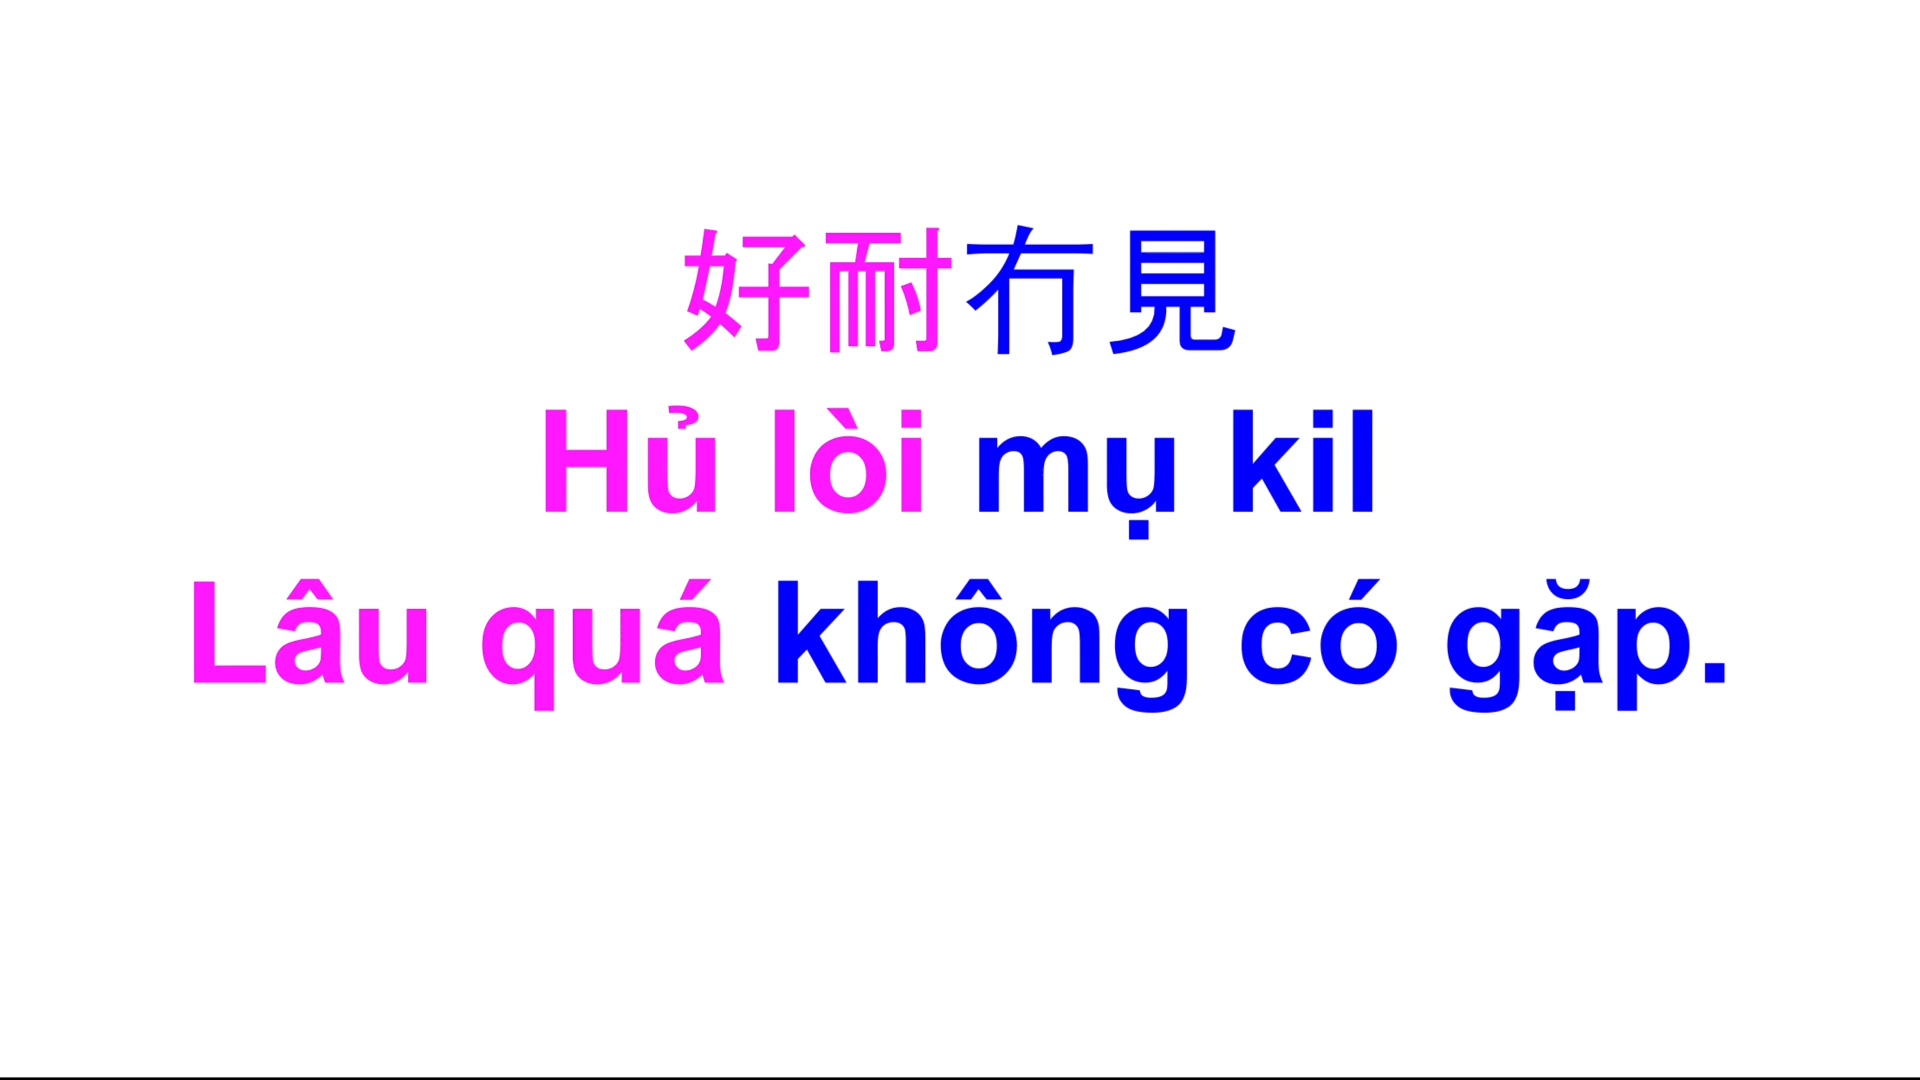 好耐冇見
Hủ lòi mụ kil
Lâu quá không có gặp.